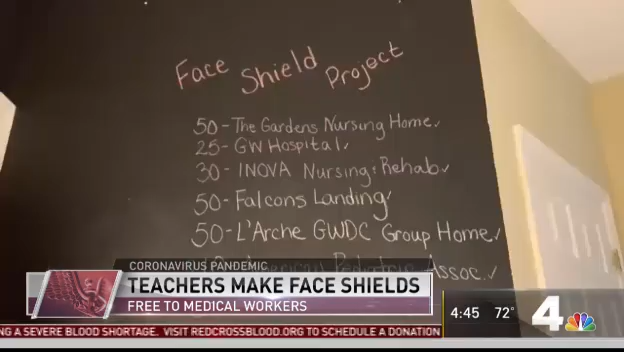 Face Shield Project
50 - The Gardens Nursing Home✓
25 - GW Hospital✓
30 - INOVA Nursing & Rehab✓
50 - Falcons Landing✓
50 - L'Arche GWDC Group Home✓
Pediatric Assoc.✓
CORONAVIRUS PANDEMIC
TEACHERS MAKE FACE SHIELDS
FREE TO MEDICAL WORKERS
4:45 72° 4
NG A SEVERE BLOOD SHORTAGE. VISIT REDCROSSBLOOD.ORG TO SCHEDULE A DONATION